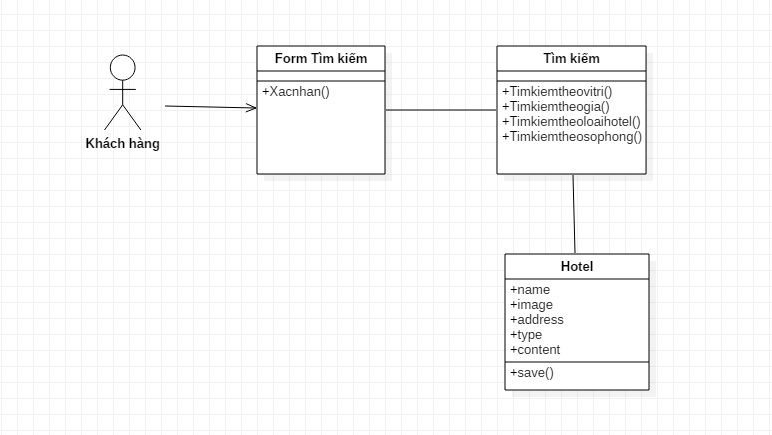 Khách hàng
Form Tìm kiếm
+Xacnhan()
Tìm kiếm
+Timkiemtheovitri()
+Timkiemtheogia()
+Timkiemtheoloaihotel()
+Timkiemtheosophong()
Hotel
+name
+image
+address
+type
+content
+save()